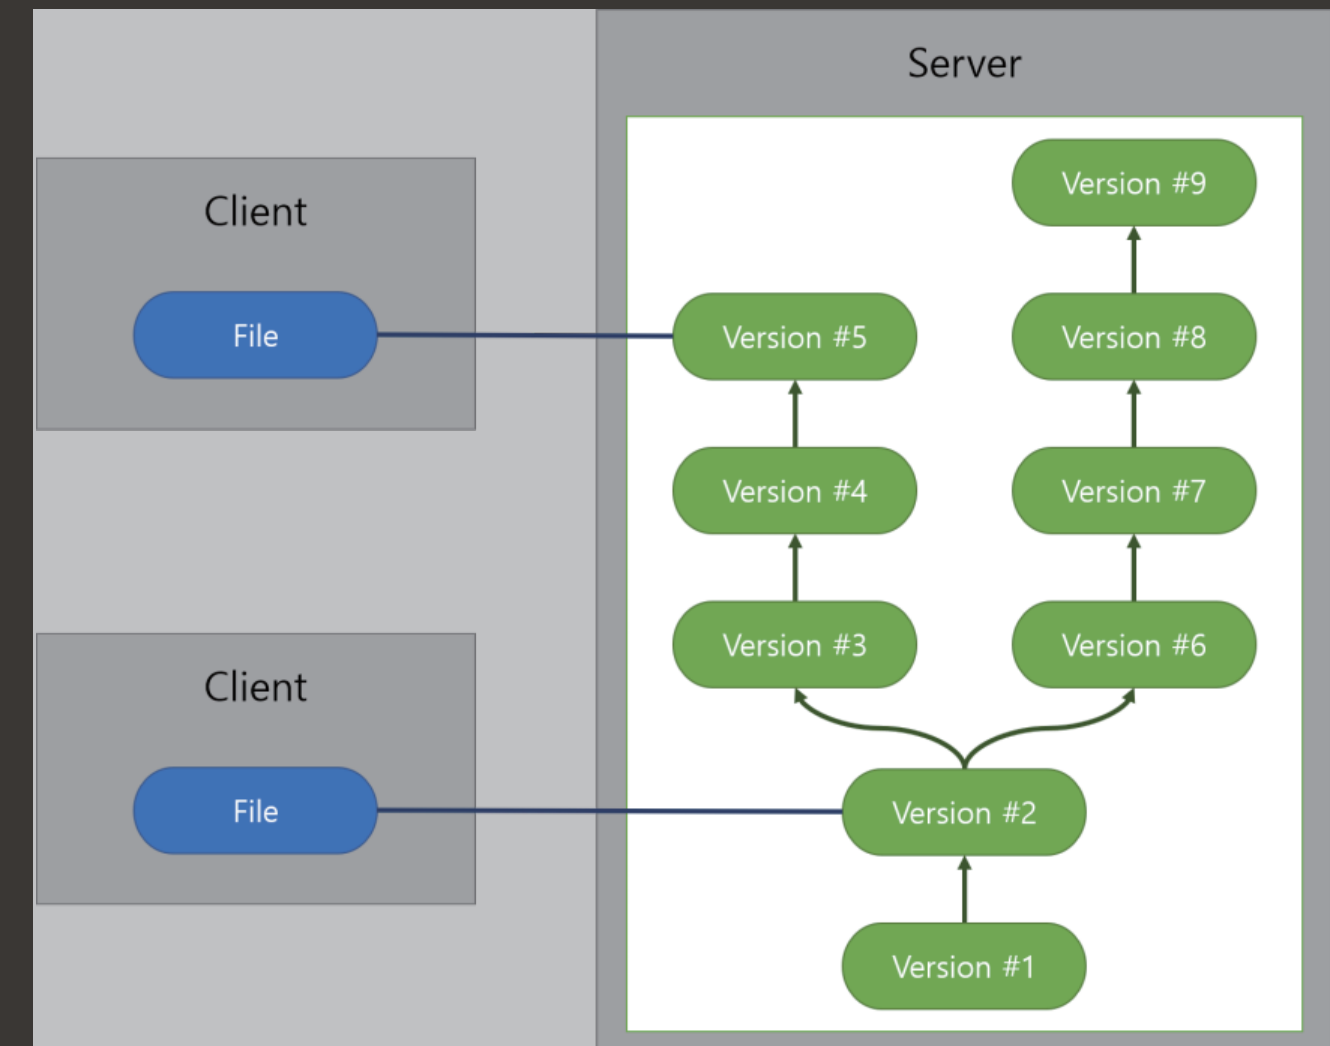 Server
Client
File
Client
File
Version #9
Version #5
Version #8
Version #4
Version #7
Version #3
Version #6
Version #2
Version #1